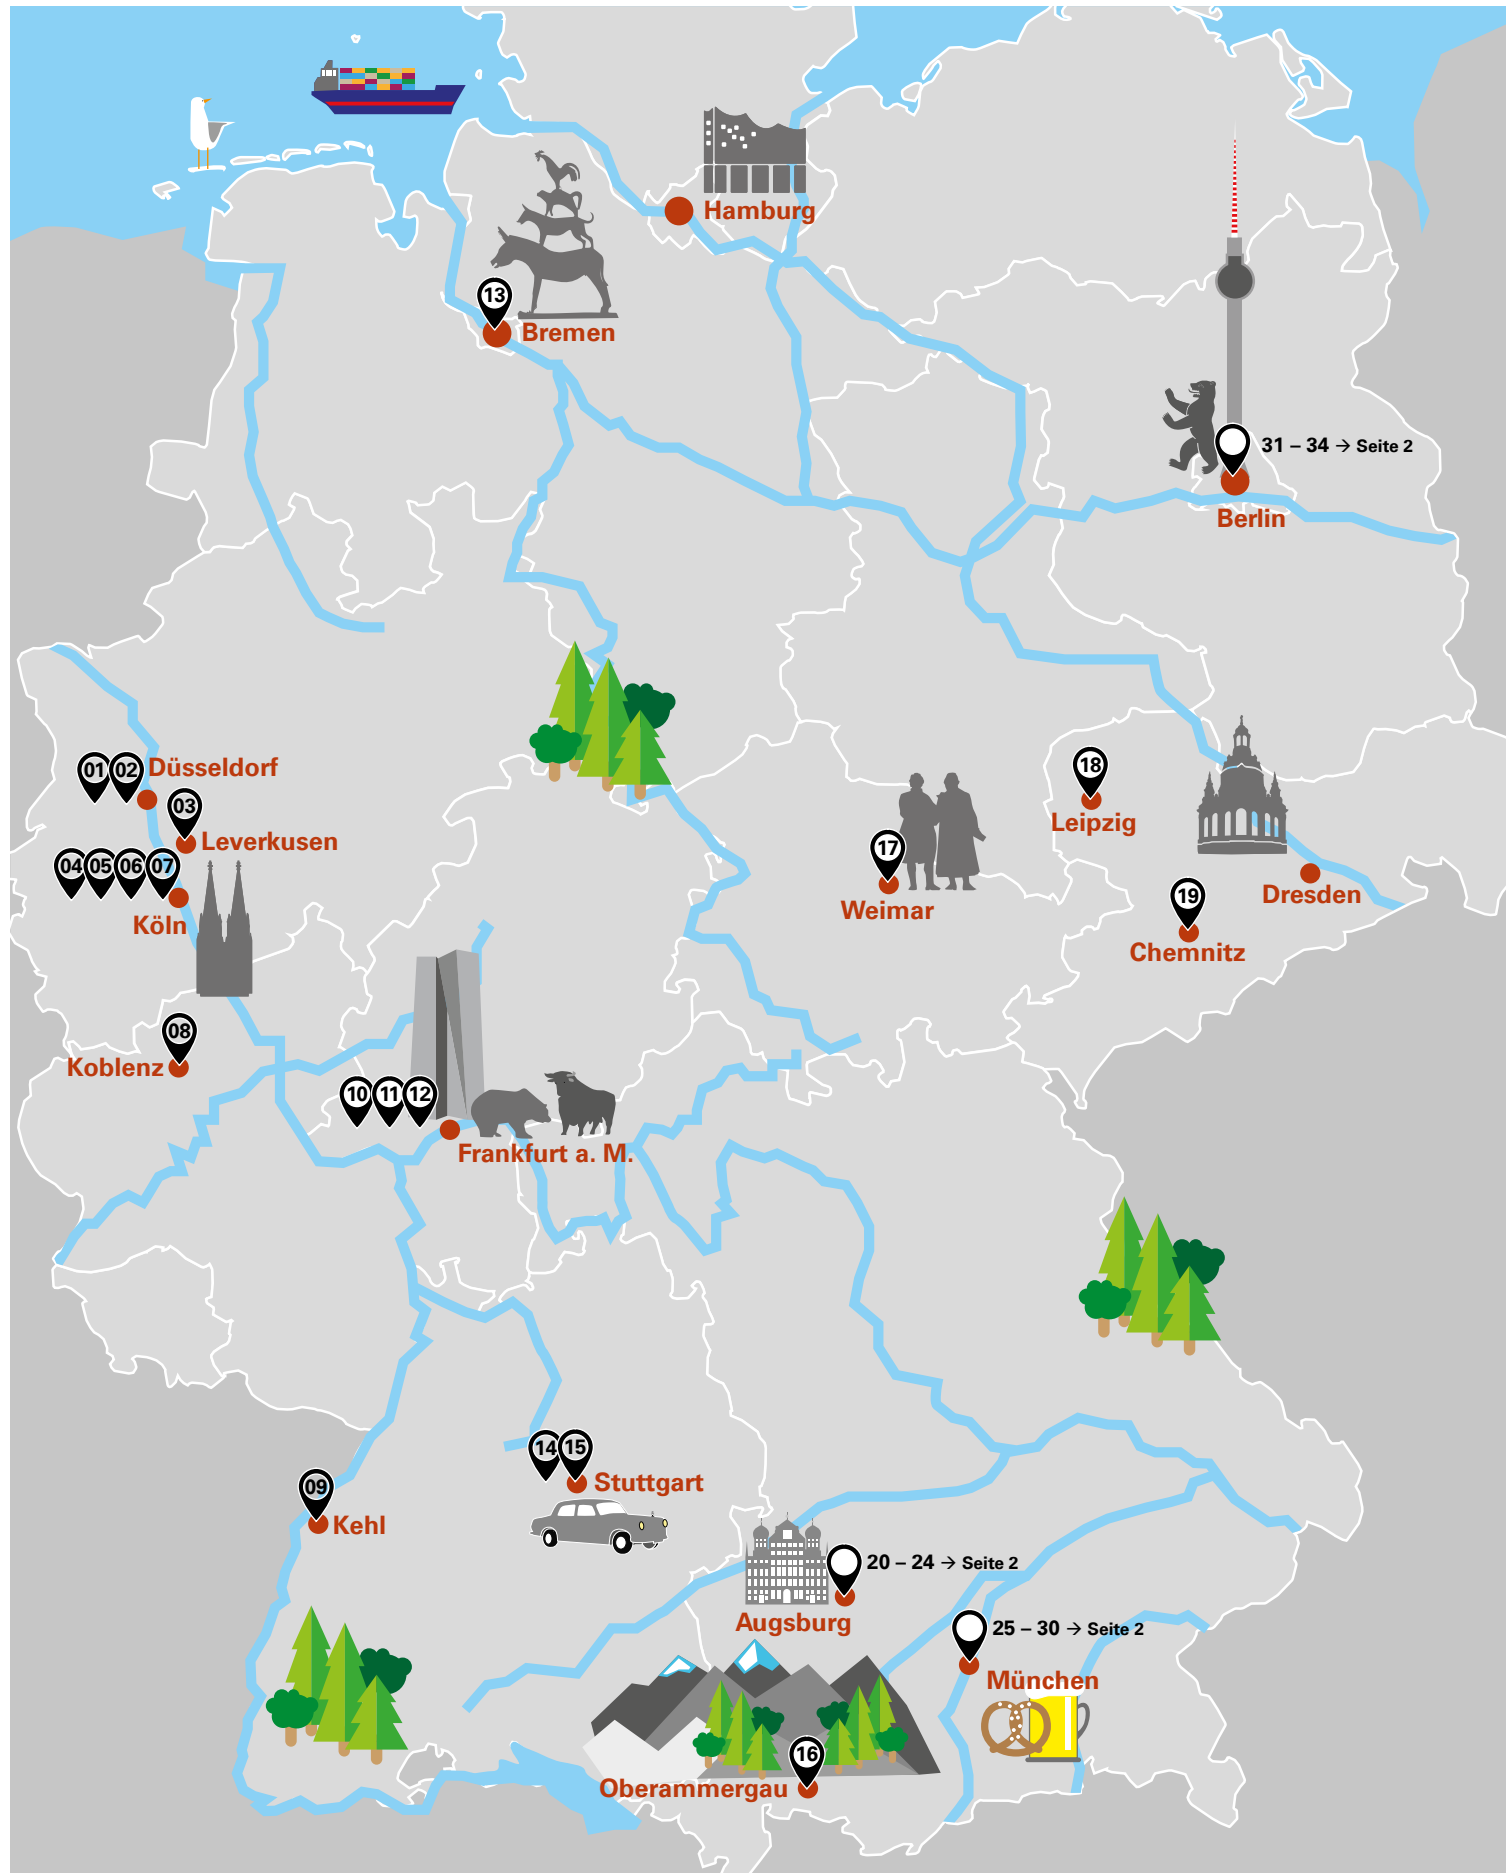 Hamburg
13
Bremen
31 – 34 → Seite 2
Berlin
01 02 Düsseldorf
03
Leverkusen
04 05 06 07
Köln
18
Leipzig
17
Weimar
Dresden
19
Chemnitz
08
Koblenz
10 11 12
Frankfurt a. M.
14 15
Stuttgart
09
Kehl
20 – 24 → Seite 2
Augsburg
25 – 30 → Seite 2
München
16
Oberammergau